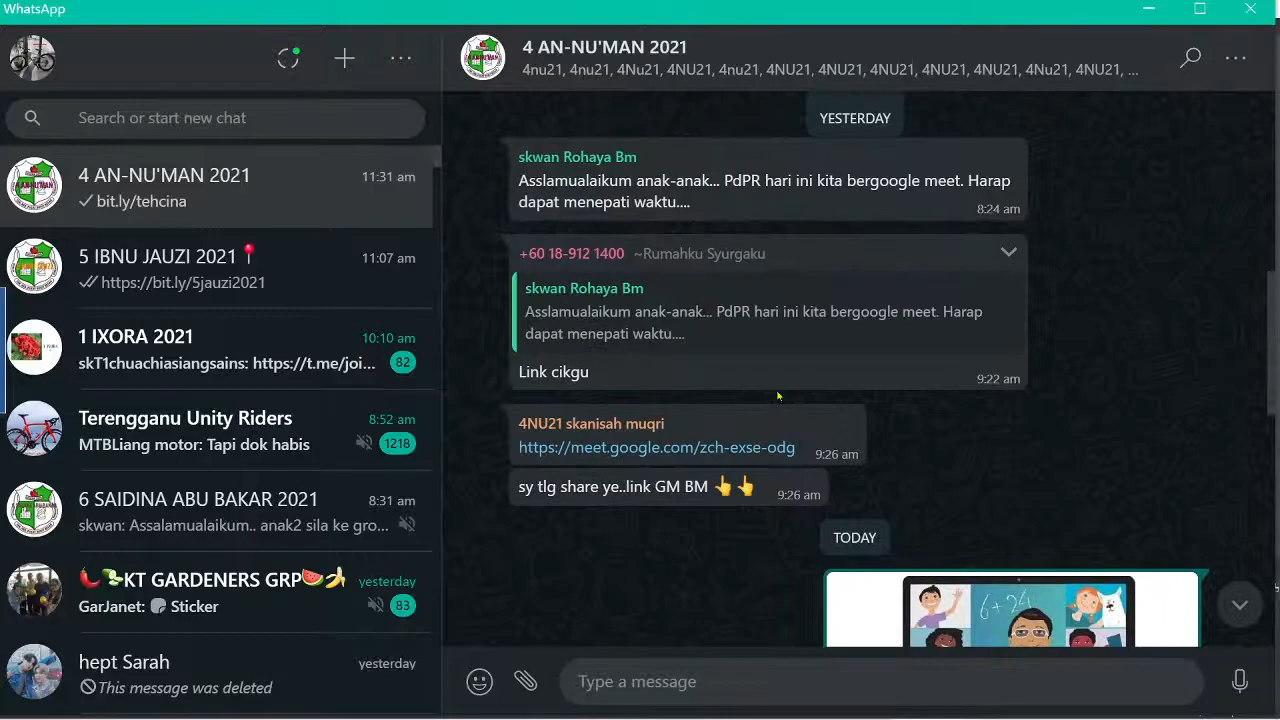 WhatsApp
Search or start new chat
4 AN-NU'MAN 2021
11:31 am
bit.ly/tehcina
5 IBNU JAUZI 2021📍
11:07 am
https://bit.ly/5jauzi2021
1 IXORA 2021
10:10 am
skT1chuachiasiangsains: https://t.me/joi...
82
Terengganu Unity Riders
8:52 am
MTBLiang motor: Tapi dok habis
1218
6 SAIDINA ABU BAKAR 2021
8:31 am
skwan: Assalamualaikum.. anak2 sila ke gro...
🌶️🥬KT GARDENERS GRP🍉🍌
yesterday
GarJanet: Sticker
83
hept Sarah
yesterday
This message was deleted
4 AN-NU'MAN 2021
4nu21, 4nu21, 4Nu21, 4NU21, 4nu21, 4NU21, 4NU21, 4NU21, 4NU21, 4NU21, 4Nu21, 4NU21, ...
YESTERDAY
skwan Rohaya Bm
Asslamualaikum anak-anak... PdPR hari ini kita bergoogle meet. Harap
dapat menepati waktu....
8:24 am
+60 18-912 1400 ~Rumahku Syurgaku
skwan Rohaya Bm
Asslamualaikum anak-anak... PdPR hari ini kita bergoogle meet. Harap
dapat menepati waktu....
Link cikgu
9:22 am
4NU21 skanisah muqri
https://meet.google.com/zch-exse-odg
9:26 am
sy tlg share ye..link GM BM 👆👆
9:26 am
TODAY
6+24
Type a message